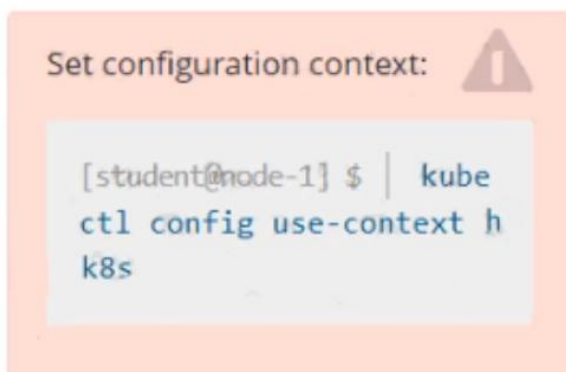 Set configuration context:
[student@node-1] $ | kube
ctl config use-context h
k8s